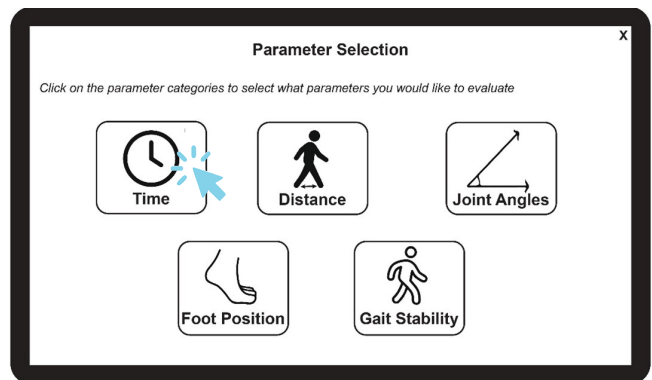 X
Parameter Selection
Click on the parameter categories to select what parameters you would like to evaluate
Time
Distance
Joint Angles
Foot Position
Gait Stability